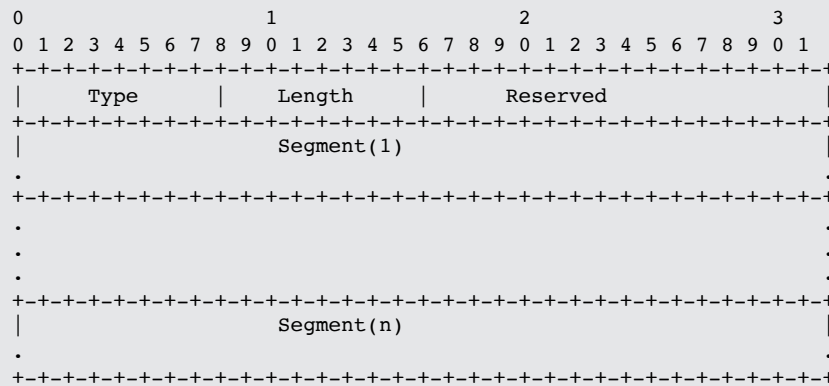 0                   1                   2                   3
0 1 2 3 4 5 6 7 8 9 0 1 2 3 4 5 6 7 8 9 0 1 2 3 4 5 6 7 8 9 0 1
+-+-+-+-+-+-+-+-+-+-+-+-+-+-+-+-+-+-+-+-+-+-+-+-+-+-+-+-+-+-+-+-+
|     Type      |    Length     |      Reserved                 |
+-+-+-+-+-+-+-+-+-+-+-+-+-+-+-+-+-+-+-+-+-+-+-+-+-+-+-+-+-+-+-+-+
|                    Segment(1)                                 |
.                                                               .
+-+-+-+-+-+-+-+-+-+-+-+-+-+-+-+-+-+-+-+-+-+-+-+-+-+-+-+-+-+-+-+-+
.                                                               .
.                                                               .
.                                                               .
+-+-+-+-+-+-+-+-+-+-+-+-+-+-+-+-+-+-+-+-+-+-+-+-+-+-+-+-+-+-+-+-+
|                    Segment(n)                                 |
.                                                               .
+-+-+-+-+-+-+-+-+-+-+-+-+-+-+-+-+-+-+-+-+-+-+-+-+-+-+-+-+-+-+-+-+